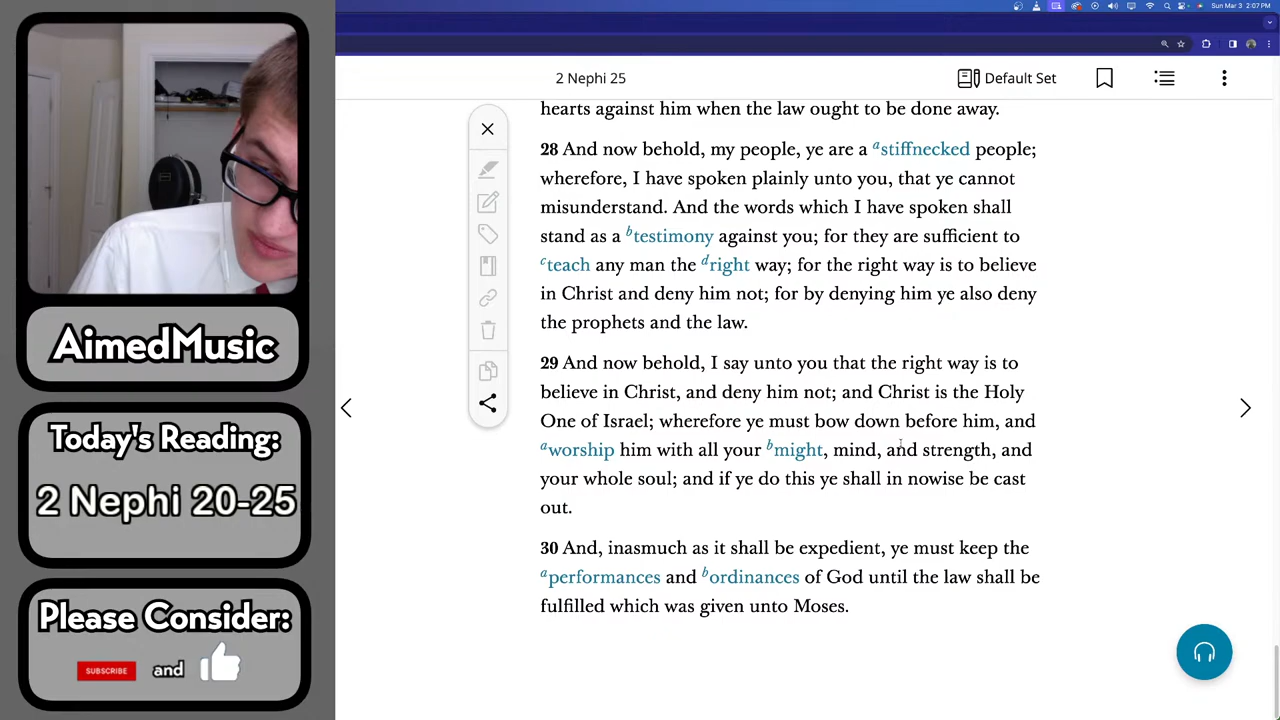 Sun Mar 3 2:07 PM
2 Nephi 25
Default Set
hearts against him when the law ought to be done away.
28 And now behold, my people, ye are a astiffnecked people;
wherefore, I have spoken plainly unto you, that ye cannot
misunderstand. And the words which I have spoken shall
stand as a btestimony against you; for they are sufficient to
cteach any man the dright way; for the right way is to believe
in Christ and deny him not; for by denying him ye also deny
the prophets and the law.
29 And now behold, I say unto you that the right way is to
believe in Christ, and deny him not; and Christ is the Holy
One of Israel; wherefore ye must bow down before him, and
aworship him with all your bmight, mind, and strength, and
your whole soul; and if ye do this ye shall in nowise be cast
out.
30 And, inasmuch as it shall be expedient, ye must keep the
aperformances and bordinances of God until the law shall be
fulfilled which was given unto Moses.
AimedMusic
Today's Reading:
2 Nephi 20-25
Please Consider:
SUBSCRIBE and